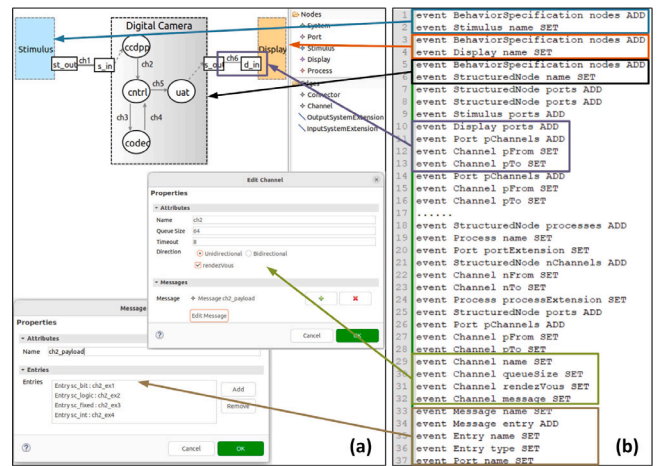 Digital Camera
Stimulus
Display
st_out
ch1
s_in
ccdpp
ch2
cntrl
ch5
uat
ch3
ch4
codec
s_out
ch6
d_in
Nodes
System
Port
Stimulus
Display
Process
Connector
Channel
OutputSystemExtension
InputSystemExtension
Edit Channel
Properties
Attributes
Name ch2
Queue Size 64
Timeout 8
Direction Unidirectional Bidirectional
rendezVous
Messages
Message Message ch2_payload
Edit Message
Cancel OK
Message
Properties
Attributes
Name ch2_payload
Entries
Entries Entry sc_bit : ch2_ex1
Entry sc_logic : ch2_ex2
Entry sc_fixed : ch2_ex3
Entry sc_int : ch2_ex4
Add
Remove
Cancel OK
(a)
1 event BehaviorSpecification nodes ADD
2 event Stimulus name SET
3 event BehaviorSpecification nodes ADD
4 event Display name SET
5 event BehaviorSpecification nodes ADD
6 event StructuredNode name SET
7 event StructuredNode ports ADD
8 event StructuredNode ports ADD
9 event Stimulus ports ADD
10 event Display ports ADD
11 event Port pChannels ADD
12 event Channel pFrom SET
13 event Channel pTo SET
14 event Port pChannels ADD
15 event Channel pFrom SET
16 event Channel pTo SET
17 ......
18 event StructuredNode processes ADD
19 event Process name SET
20 event Port portExtension SET
21 event StructuredNode nChannels ADD
22 event Channel nFrom SET
23 event Channel nTo SET
24 event Process processExtension SET
25 event StructuredNode ports ADD
26 event Port pChannels ADD
27 event Channel pFrom SET
28 event Channel pTo SET
29 event Channel name SET
30 event Channel queueSize SET
31 event Channel rendezVous SET
32 event Channel message SET
33 event Message name SET
34 event Message entry ADD
35 event Entry name SET
36 event Entry type SET
37 event Port name SET
(b)